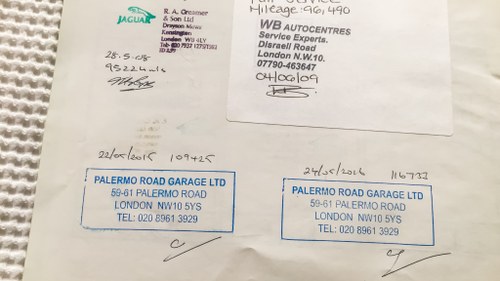 JAGUAR
R. A. Creamer
& Son Ltd
Drayson Mews
Kensington
London W8 4LY
28.5.08
Mileage: 96,490
WB AUTOCENTRES
Service Experts.
Disraeli Road
London N.W.10.
07790-463647
04/06/09
22/05/2015 109425
PALERMO ROAD GARAGE LTD
59-61 PALERMO ROAD
LONDON NW10 5YS
TEL: 020 8961 3929
24/05/2016 116733
PALERMO ROAD GARAGE LTD
59-61 PALERMO ROAD
LONDON NW10 5YS
TEL: 020 8961 3929